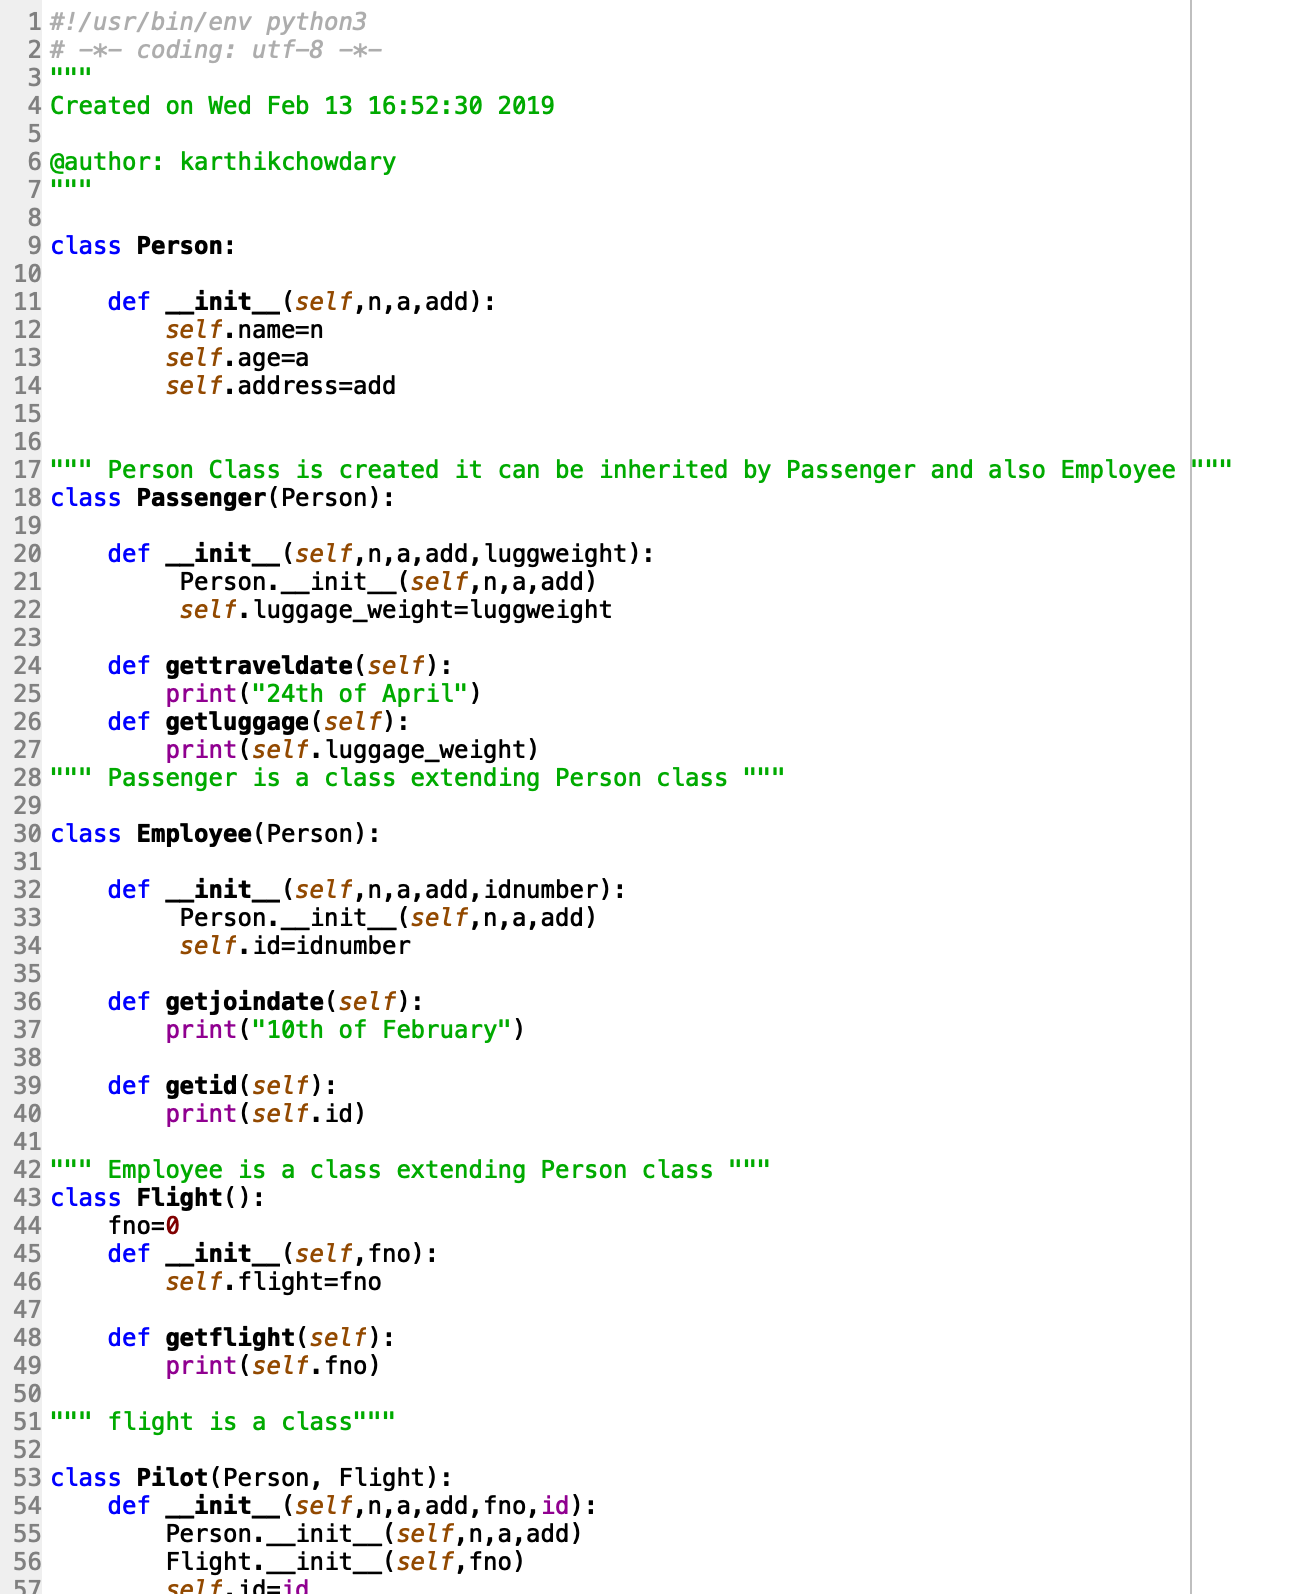 1 #!/usr/bin/env python3
2 # -*- coding: utf-8 -*-
3 """
4 Created on Wed Feb 13 16:52:30 2019
5
6 @author: karthikchowdary
7 """
8
9 class Person:
10
11     def __init__(self,n,a,add):
12         self.name=n
13         self.age=a
14         self.address=add
15
16
17 """ Person Class is created it can be inherited by Passenger and also Employee """
18 class Passenger(Person):
19
20     def __init__(self,n,a,add,luggweight):
21          Person.__init__(self,n,a,add)
22          self.luggage_weight=luggweight
23
24     def gettraveldate(self):
25         print("24th of April")
26     def getluggage(self):
27         print(self.luggage_weight)
28 """ Passenger is a class extending Person class """
29
30 class Employee(Person):
31
32     def __init__(self,n,a,add,idnumber):
33          Person.__init__(self,n,a,add)
34          self.id=idnumber
35
36     def getjoindate(self):
37         print("10th of February")
38
39     def getid(self):
40         print(self.id)
41
42 """ Employee is a class extending Person class """
43 class Flight():
44     fno=0
45     def __init__(self,fno):
46         self.flight=fno
47
48     def getflight(self):
49         print(self.fno)
50
51 """ flight is a class"""
52
53 class Pilot(Person, Flight):
54     def __init__(self,n,a,add,fno,id):
55         Person.__init__(self,n,a,add)
56         Flight.__init__(self,fno)
57         self.id=id